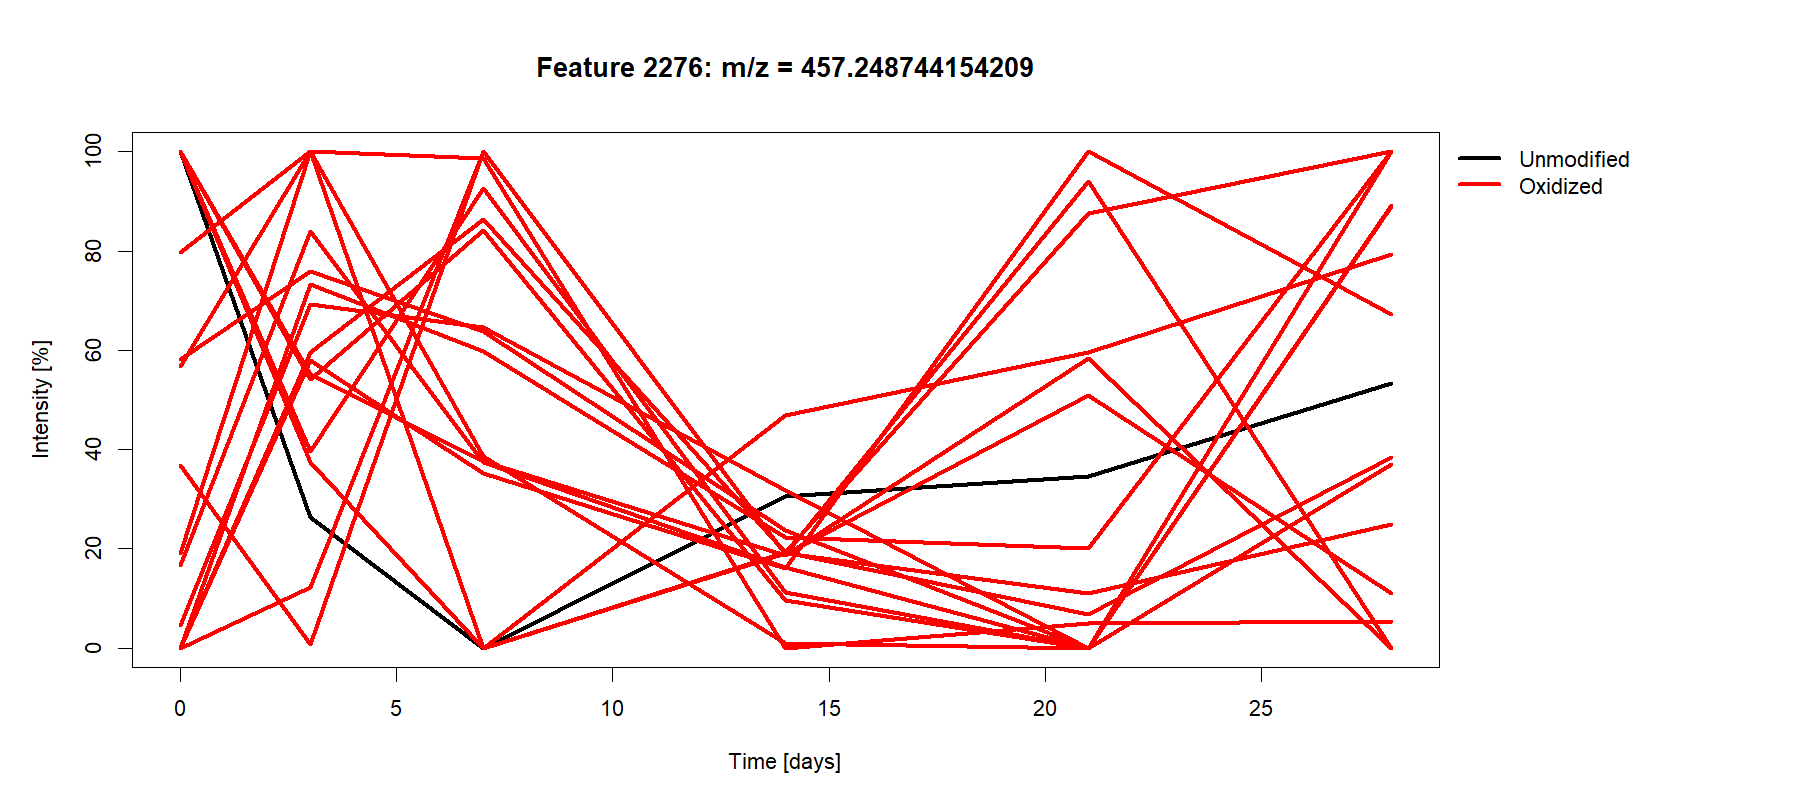 Feature 2276: m/z = 457.248744154209
Intensity [%]
100
80
60
40
20
0
0 5 10 15 20 25
Time [days]
Unmodified
Oxidized